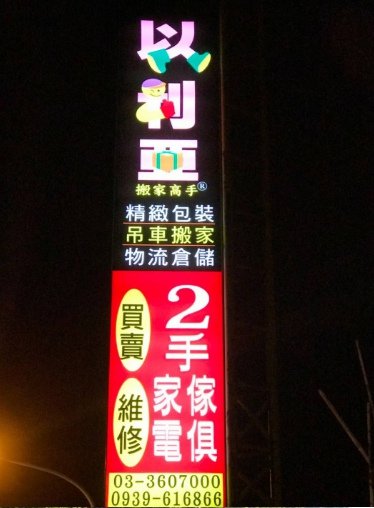 以利亞
搬家高手®
精緻包裝
吊車搬家
物流倉儲
買賣
維修
2手
傢俱
家電
03-3607000
0939-616866